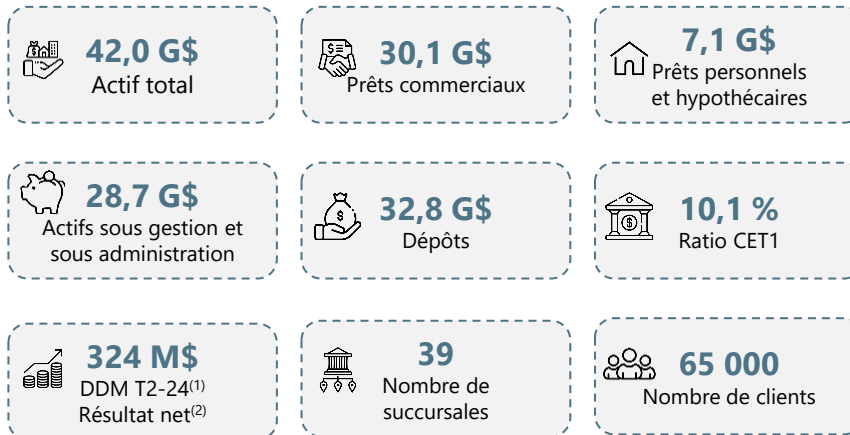 42,0 G$
Actif total
30,1 G$
Prêts commerciaux
7,1 G$
Prêts personnels
et hypothécaires
28,7 G$
Actifs sous gestion et
sous administration
32,8 G$
Dépôts
10,1 %
Ratio CET1
324 M$
DDM T2-24(1)
Résultat net(2)
39
Nombre de
succursales
65 000
Nombre de clients